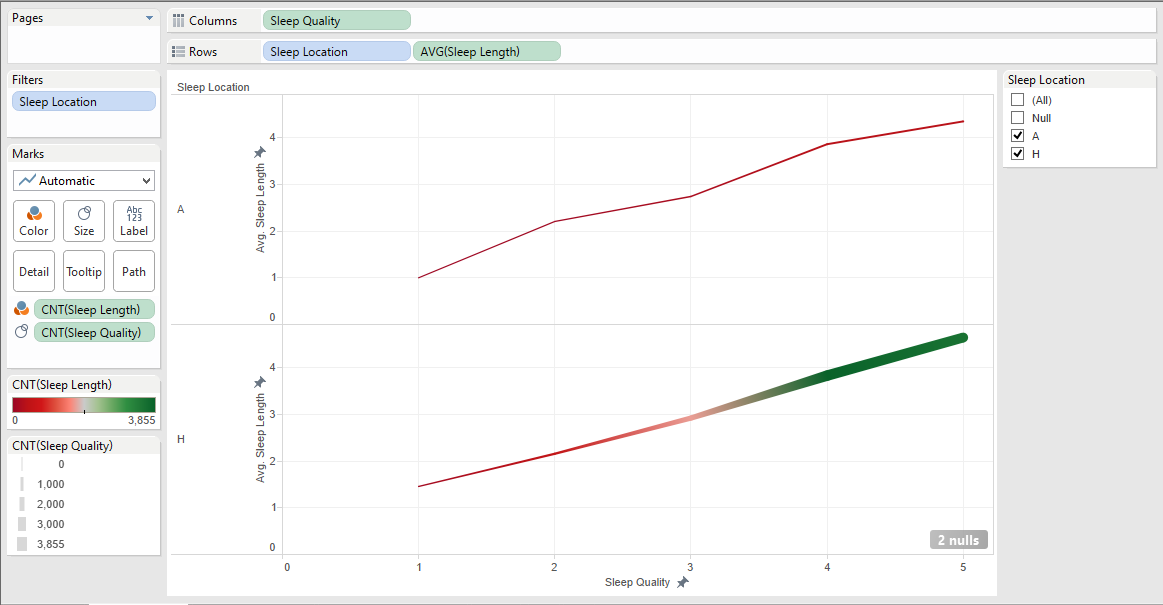 Pages
Columns
Sleep Quality
Rows
Sleep Location
AVG(Sleep Length)
Filters
Sleep Location
Marks
Automatic
Color
Size
Abc
123
Label
Detail
Tooltip
Path
CNT(Sleep Length)
CNT(Sleep Quality)
CNT(Sleep Length)
0
3,855
CNT(Sleep Quality)
0
1,000
2,000
3,000
3,855
Sleep Location
A
Avg. Sleep Length
4
3
2
1
0
H
Avg. Sleep Length
4
3
2
1
0
2 nulls
0
1
2
3
4
5
Sleep Quality
Sleep Location
(All)
Null
A
H